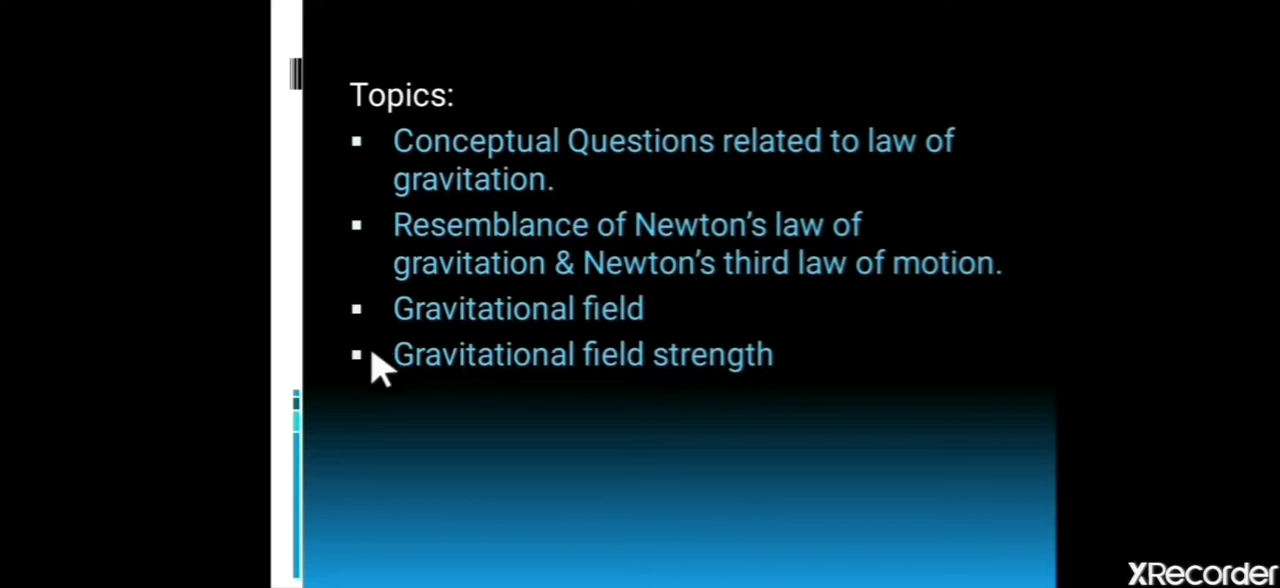 Topics:
▪ Conceptual Questions related to law of
gravitation.
▪ Resemblance of Newton’s law of
gravitation & Newton’s third law of motion.
▪ Gravitational field
▪ Gravitational field strength
XRecorder